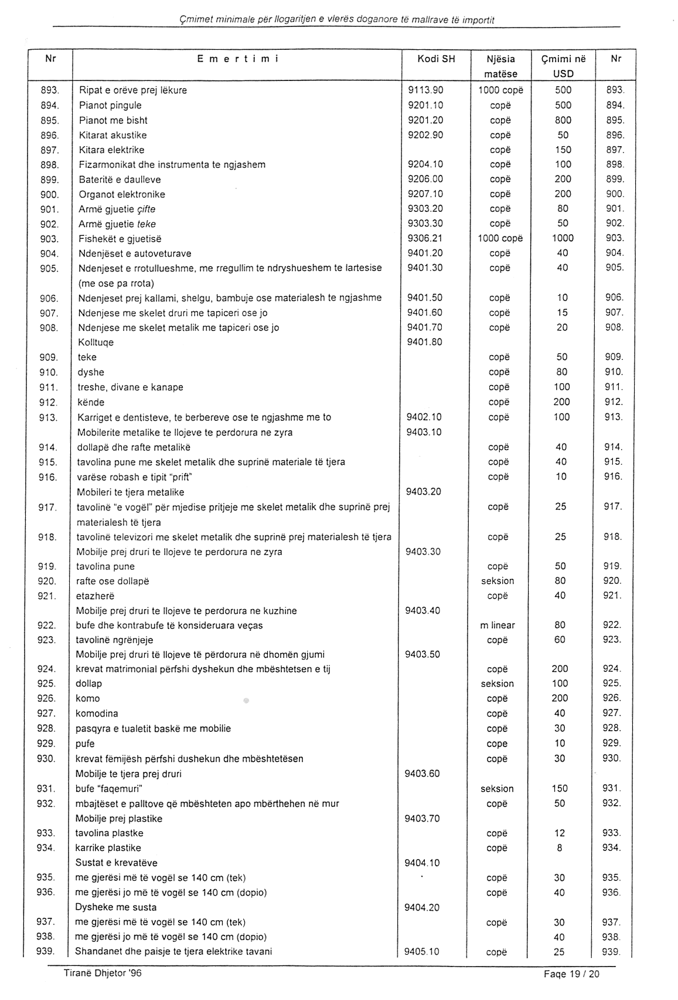 Çmimet minimale për llogaritjen e vlerës doganore të mallrave të importit
Nr E m e r t i m i Kodi SH Njësia Çmimi në Nr
matëse USD
893. Ripat e orëve prej lëkure 9113.90 1000 copë 500 893.
894. Pianot pingule 9201.10 copë 500 894.
895. Pianot me bisht 9201.20 copë 800 895.
896. Kitarat akustike 9202.90 copë 50 896.
897. Kitara elektrike copë 150 897.
898. Fizarmonikat dhe instrumenta te ngjashem 9204.10 copë 100 898.
899. Bateritë e daulleve 9206.00 copë 200 899.
900. Organot elektronike 9207.10 copë 200 900.
901. Armë gjuetie çifte 9303.20 copë 80 901.
902. Armë gjuetie teke 9303.30 copë 50 902.
903. Fishekët e gjuetisë 9306.21 1000 copë 1000 903.
904. Ndenjëset e autoveturave 9401.20 copë 40 904.
905. Ndenjeset e rrotullueshme, me rregullim te ndryshueshem te lartesise 9401.30 copë 40 905.
(me ose pa rrota)
906. Ndenjeset prej kallami, shelgu, bambuje ose materialesh te ngjashme 9401.50 copë 10 906.
907. Ndenjese me skelet druri me tapiceri ose jo 9401.60 copë 15 907.
908. Ndenjese me skelet metalik me tapiceri ose jo 9401.70 copë 20 908.
Kolltuqe 9401.80
909. teke copë 50 909.
910. dyshe copë 80 910.
911. treshe, divane e kanape copë 100 911.
912. kënde copë 200 912.
913. Karriget e dentisteve, te berbereve ose te ngjashme me to 9402.10 copë 100 913.
Mobilerite metalike te llojeve te perdorura ne zyra 9403.10
914. dollapë dhe rafte metalikë copë 40 914.
915. tavolina pune me skelet metalik dhe suprinë materiale të tjera copë 40 915.
916. varëse robash e tipit “prift” copë 10 916.
Mobileri te tjera metalike 9403.20
917. tavolinë “e vogël” për mjedise pritjeje me skelet metalik dhe suprinë prej copë 25 917.
materialesh të tjera
918. tavolinë televizori me skelet metalik dhe suprinë prej materialesh të tjera copë 25 918.
Mobilje prej druri te llojeve te perdorura ne zyra 9403.30
919. tavolina pune copë 50 919.
920. rafte ose dollapë seksion 80 920.
921. etazherë copë 40 921.
Mobilje prej druri te llojeve te perdorura ne kuzhine 9403.40
922. bufe dhe kontrabufe të konsideruara veças m linear 80 922.
923. tavolinë ngrënjeje copë 60 923.
Mobilje prej druri të llojeve të përdorura në dhomën gjumi 9403.50
924. krevat matrimonial përfshi dyshekun dhe mbështetsen e tij copë 200 924.
925. dollap seksion 100 925.
926. komo copë 200 926.
927. komodina copë 40 927.
928. pasqyra e tualetit baskë me mobilie copë 30 928.
929. pufe cope 10 929.
930. krevat fëmijësh përfshi dushekun dhe mbështetësen copë 30 930.
Mobilje te tjera prej druri 9403.60
931. bufe “faqemuri” seksion 150 931.
932. mbajtëset e palltove që mbështeten apo mbërthehen në mur copë 50 932.
Mobilje prej plastike 9403.70
933. tavolina plastke copë 12 933.
934. karrike plastike copë 8 934.
Sustat e krevatëve 9404.10
935. me gjerësi më të vogël se 140 cm (tek) copë 30 935.
936. me gjerësi jo më të vogël se 140 cm (dopio) copë 40 936.
Dysheke me susta 9404.20
937. me gjerësi më të vogël se 140 cm (tek) copë 30 937.
938. me gjerësi jo më të vogël se 140 cm (dopio) 40 938.
939. Shandanet dhe paisje te tjera elektrike tavani 9405.10 copë 25 939.
Tiranë Dhjetor '96 Faqe 19 / 20